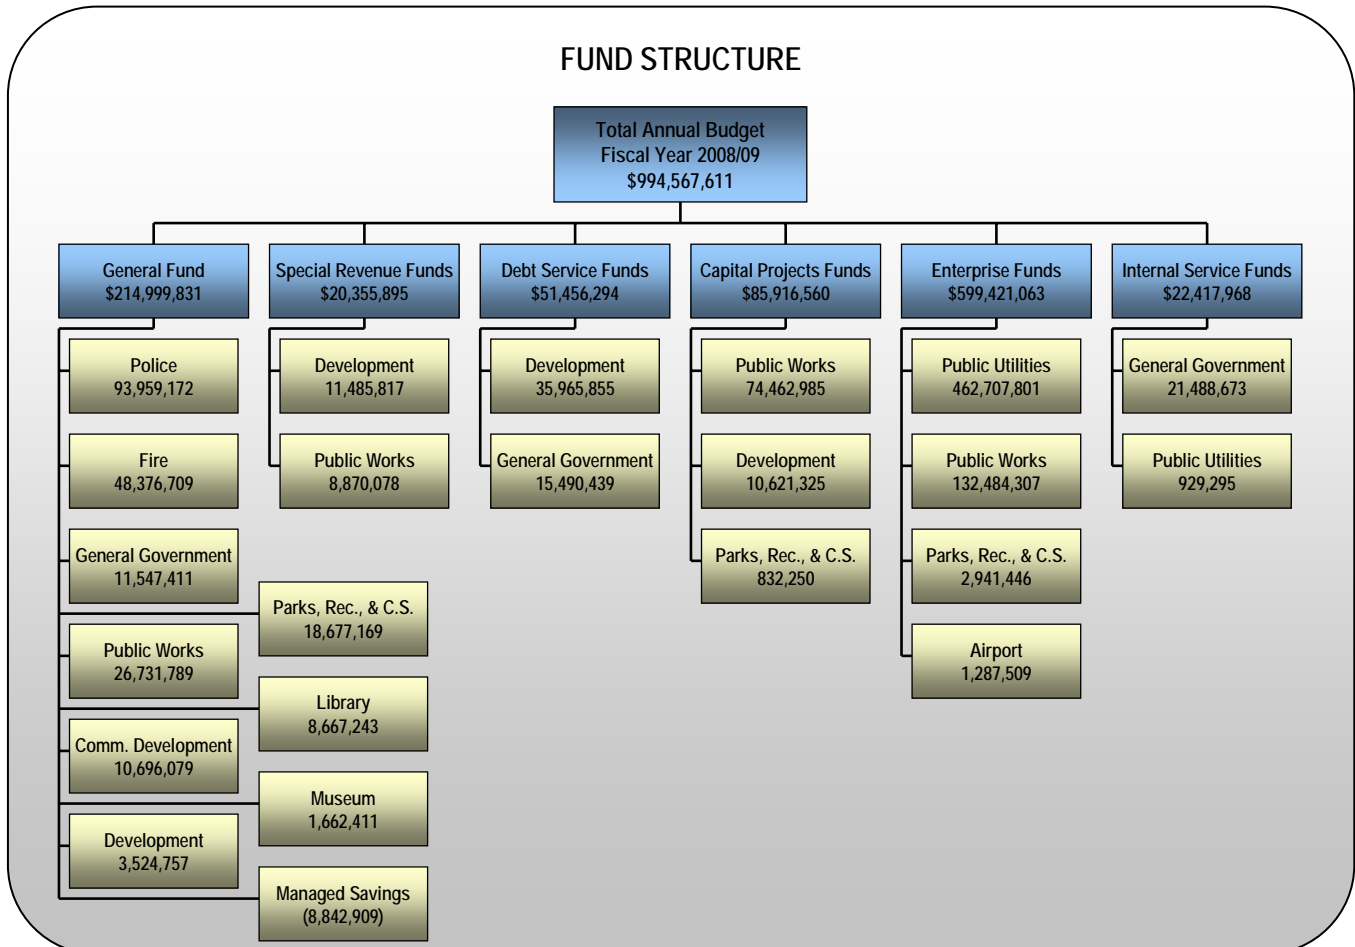 FUND STRUCTURE
Total Annual Budget
Fiscal Year 2008/09
$994,567,611
General Fund
$214,999,831
Special Revenue Funds
$20,355,895
Debt Service Funds
$51,456,294
Capital Projects Funds
$85,916,560
Enterprise Funds
$599,421,063
Internal Service Funds
$22,417,968
Police
93,959,172
Fire
48,376,709
General Government
11,547,411
Parks, Rec., & C.S.
18,677,169
Public Works
26,731,789
Library
8,667,243
Comm. Development
10,696,079
Museum
1,662,411
Development
3,524,757
Managed Savings
(8,842,909)
Development
11,485,817
Public Works
8,870,078
Development
35,965,855
General Government
15,490,439
Public Works
74,462,985
Development
10,621,325
Parks, Rec., & C.S.
832,250
Public Utilities
462,707,801
Public Works
132,484,307
Parks, Rec., & C.S.
2,941,446
Airport
1,287,509
General Government
21,488,673
Public Utilities
929,295